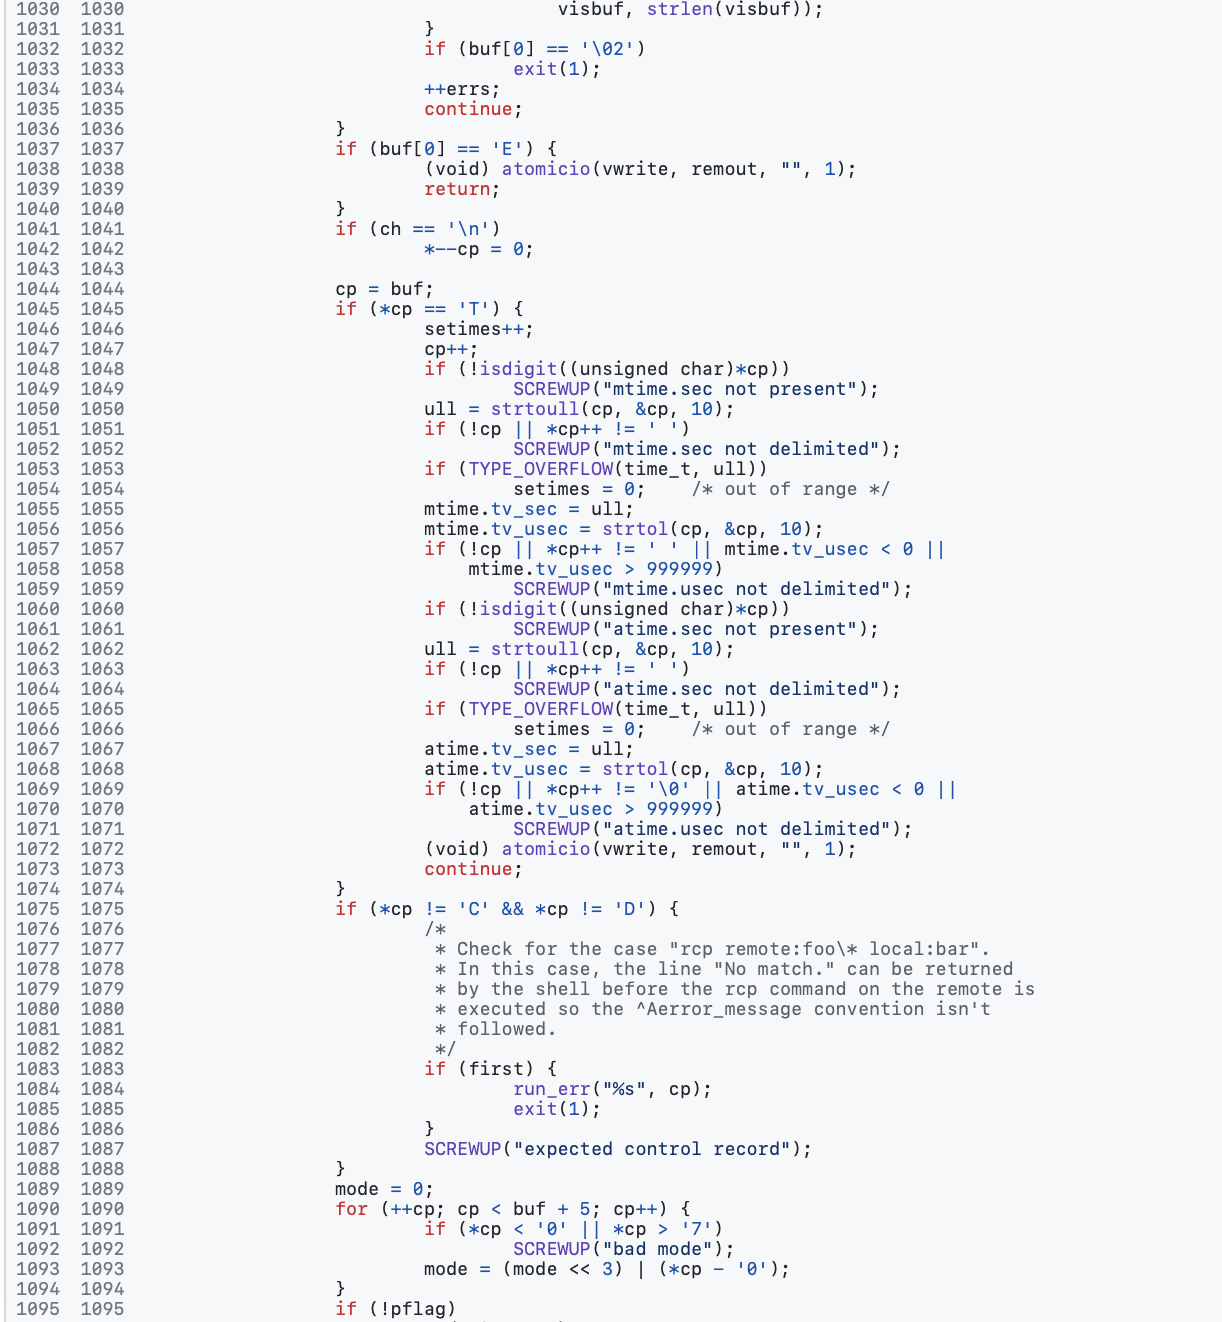 1030 1030 visbuf, strlen(visbuf));
1031 1031 }
1032 1032 if (buf[0] == '\02')
1033 1033 exit(1);
1034 1034 ++errs;
1035 1035 continue;
1036 1036 }
1037 1037 if (buf[0] == 'E') {
1038 1038 (void) atomicio(vwrite, remout, "", 1);
1039 1039 return;
1040 1040 }
1041 1041 if (ch == '\n')
1042 1042 *--cp = 0;
1043 1043
1044 1044 cp = buf;
1045 1045 if (*cp == 'T') {
1046 1046 setimes++;
1047 1047 cp++;
1048 1048 if (!isdigit((unsigned char)*cp))
1049 1049 SCREWUP("mtime.sec not present");
1050 1050 ull = strtoull(cp, &cp, 10);
1051 1051 if (!cp || *cp++ != ' ')
1052 1052 SCREWUP("mtime.sec not delimited");
1053 1053 if (TYPE_OVERFLOW(time_t, ull))
1054 1054 setimes = 0; /* out of range */
1055 1055 mtime.tv_sec = ull;
1056 1056 mtime.tv_usec = strtol(cp, &cp, 10);
1057 1057 if (!cp || *cp++ != ' ' || mtime.tv_usec < 0 ||
1058 1058 mtime.tv_usec > 999999)
1059 1059 SCREWUP("mtime.usec not delimited");
1060 1060 if (!isdigit((unsigned char)*cp))
1061 1061 SCREWUP("atime.sec not present");
1062 1062 ull = strtoull(cp, &cp, 10);
1063 1063 if (!cp || *cp++ != ' ')
1064 1064 SCREWUP("atime.sec not delimited");
1065 1065 if (TYPE_OVERFLOW(time_t, ull))
1066 1066 setimes = 0; /* out of range */
1067 1067 atime.tv_sec = ull;
1068 1068 atime.tv_usec = strtol(cp, &cp, 10);
1069 1069 if (!cp || *cp++ != '\0' || atime.tv_usec < 0 ||
1070 1070 atime.tv_usec > 999999)
1071 1071 SCREWUP("atime.usec not delimited");
1072 1072 (void) atomicio(vwrite, remout, "", 1);
1073 1073 continue;
1074 1074 }
1075 1075 if (*cp != 'C' && *cp != 'D') {
1076 1076 /*
1077 1077 * Check for the case "rcp remote:foo\* local:bar".
1078 1078 * In this case, the line "No match." can be returned
1079 1079 * by the shell before the rcp command on the remote is
1080 1080 * executed so the ^Aerror_message convention isn't
1081 1081 * followed.
1082 1082 */
1083 1083 if (first) {
1084 1084 run_err("%s", cp);
1085 1085 exit(1);
1086 1086 }
1087 1087 SCREWUP("expected control record");
1088 1088 }
1089 1089 mode = 0;
1090 1090 for (++cp; cp < buf + 5; cp++) {
1091 1091 if (*cp < '0' || *cp > '7')
1092 1092 SCREWUP("bad mode");
1093 1093 mode = (mode << 3) | (*cp - '0');
1094 1094 }
1095 1095 if (!pflag)